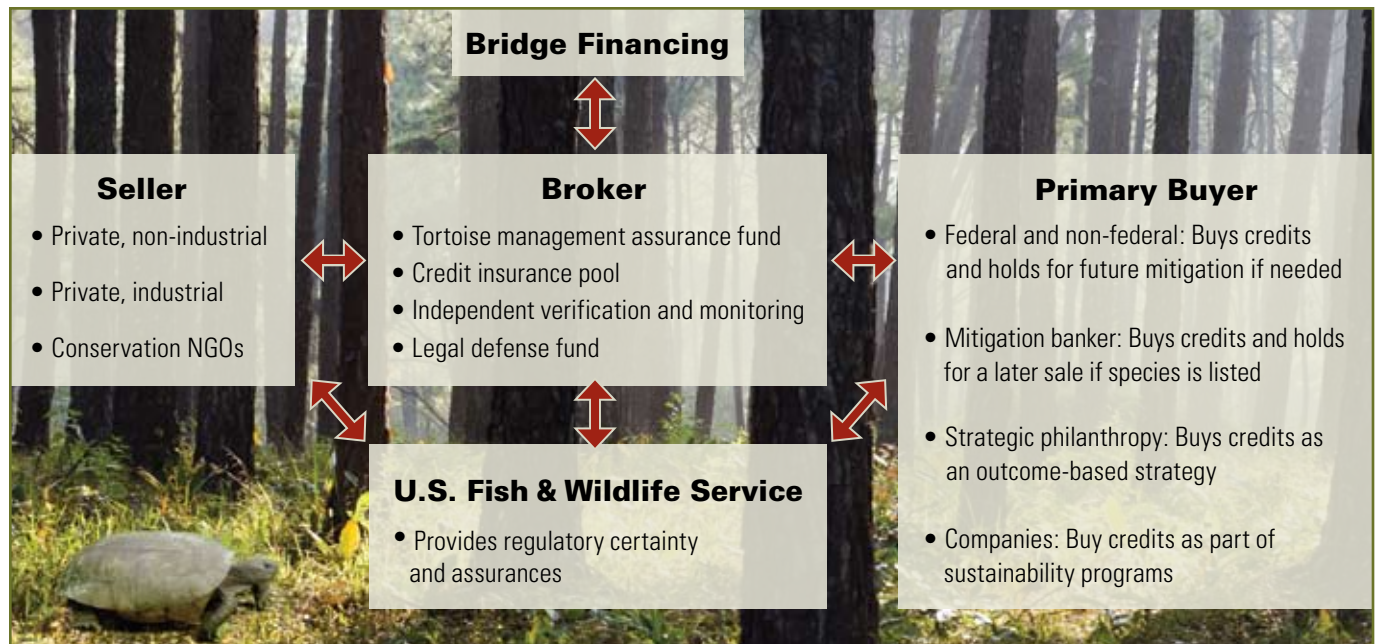 Bridge Financing
Seller
• Private, non-industrial
• Private, industrial
• Conservation NGOs
Broker
• Tortoise management assurance fund
• Credit insurance pool
• Independent verification and monitoring
• Legal defense fund
Primary Buyer
• Federal and non-federal: Buys credits
and holds for future mitigation if needed
• Mitigation banker: Buys credits and holds
for a later sale if species is listed
• Strategic philanthropy: Buys credits as
an outcome-based strategy
• Companies: Buy credits as part of
sustainability programs
U.S. Fish & Wildlife Service
• Provides regulatory certainty
and assurances